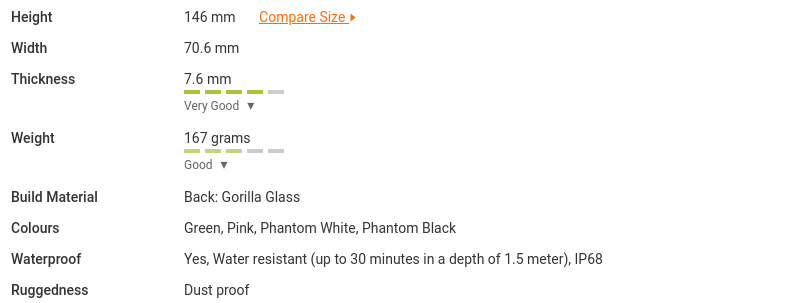 Height 146 mm Compare Size
Width 70.6 mm
Thickness 7.6 mm
Very Good ▼
Weight 167 grams
Good ▼
Build Material Back: Gorilla Glass
Colours Green, Pink, Phantom White, Phantom Black
Waterproof Yes, Water resistant (up to 30 minutes in a depth of 1.5 meter), IP68
Ruggedness Dust proof